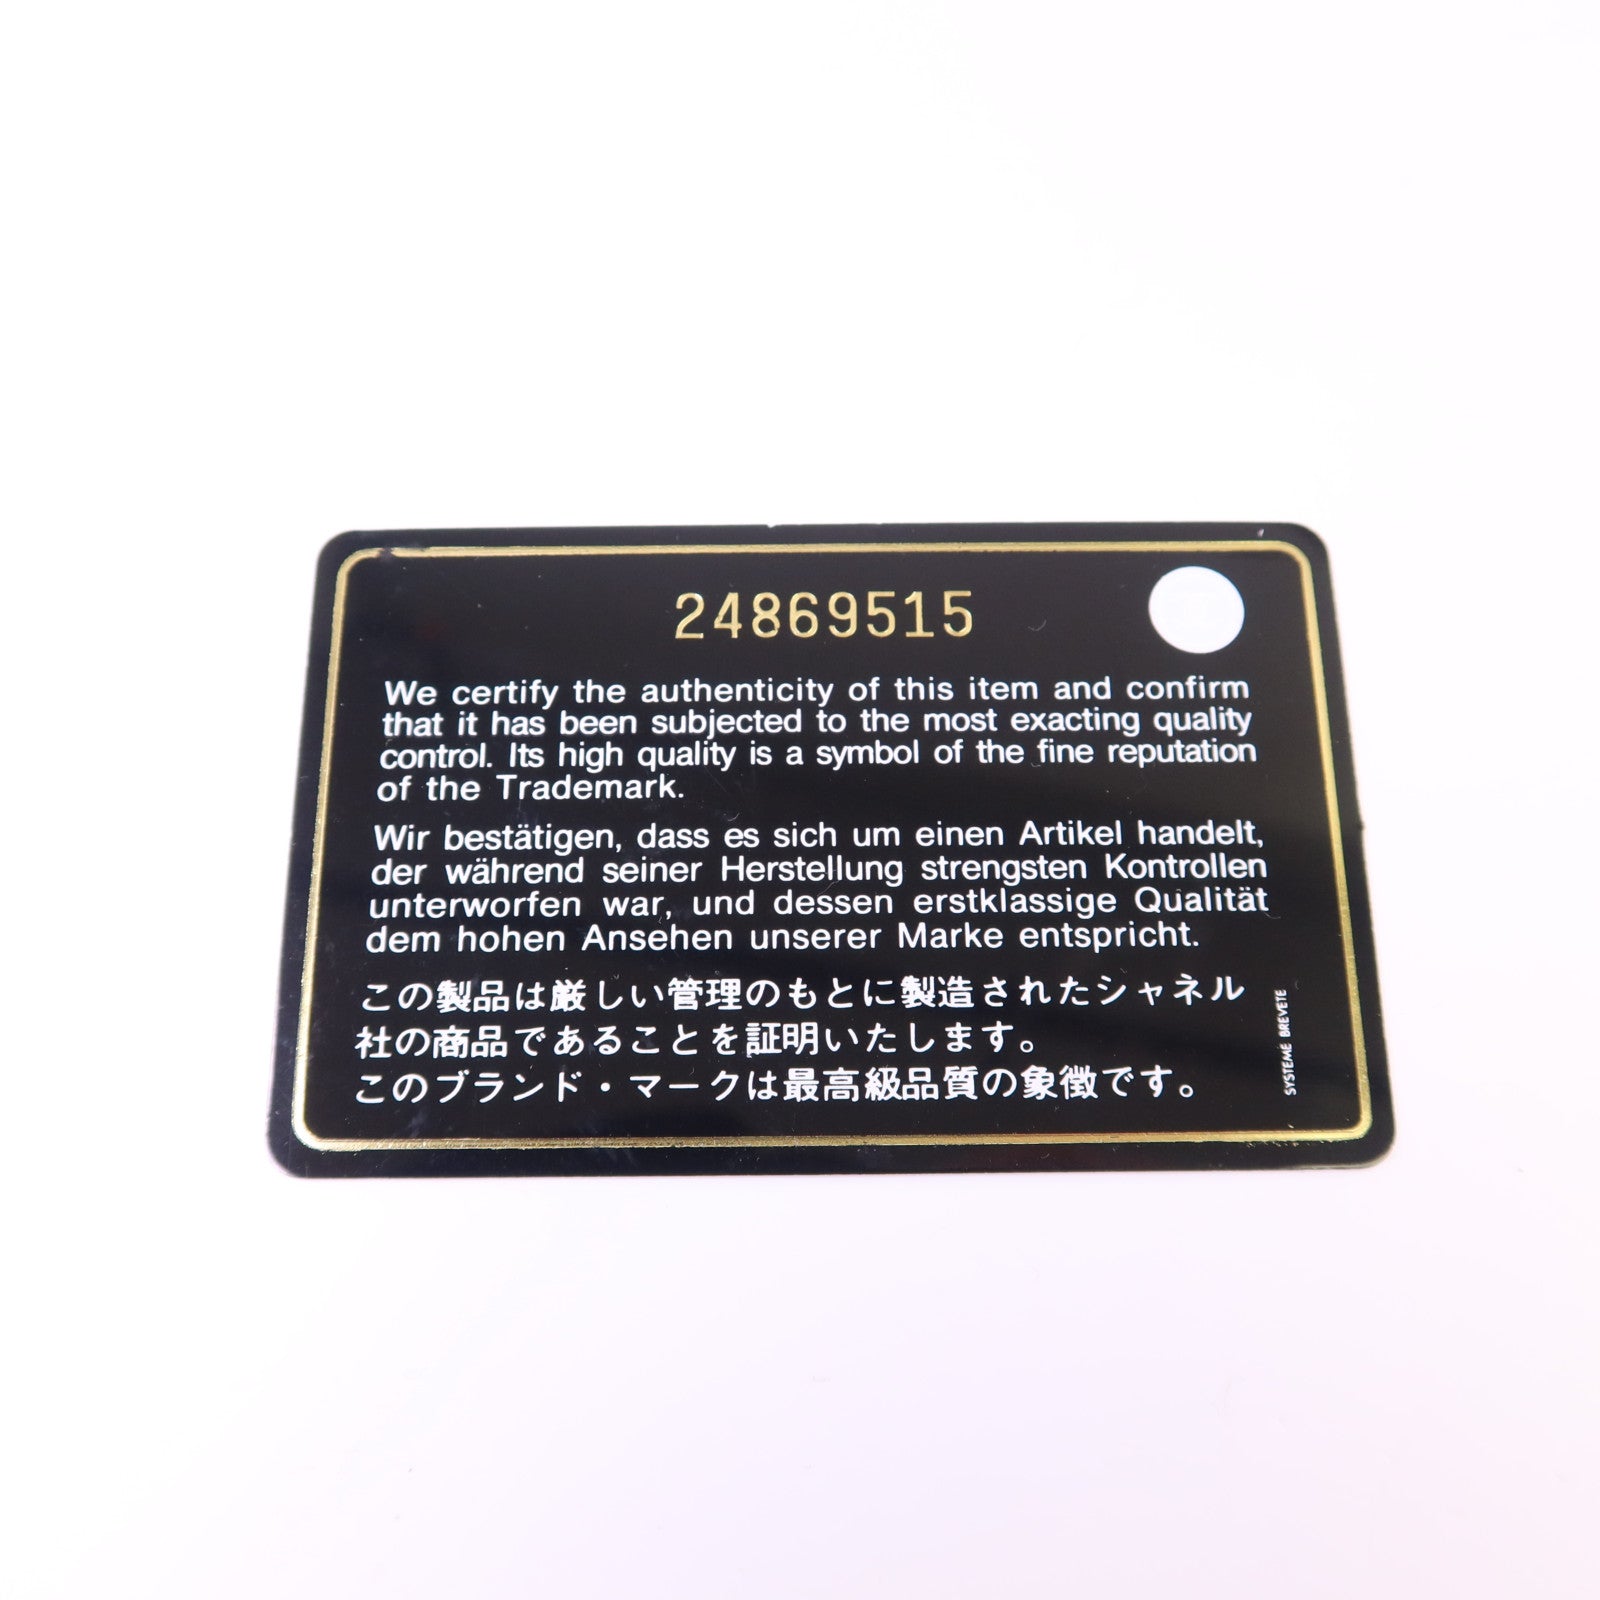 24869515
We certify the authenticity of this item and confirm
that it has been subjected to the most exacting quality
control. Its high quality is a symbol of the fine reputation
of the Trademark.
Wir bestätigen, dass es sich um einen Artikel handelt,
der während seiner Herstellung strengsten Kontrollen
unterworfen war, und dessen erstklassige Qualität
dem hohen Ansehen unserer Marke entspricht.
この製品は厳しい管理のもとに製造されたシャネル
社の商品であることを証明いたします。
このブランド・マークは最高級品質の象徴です。
SYSTEME BREVETE